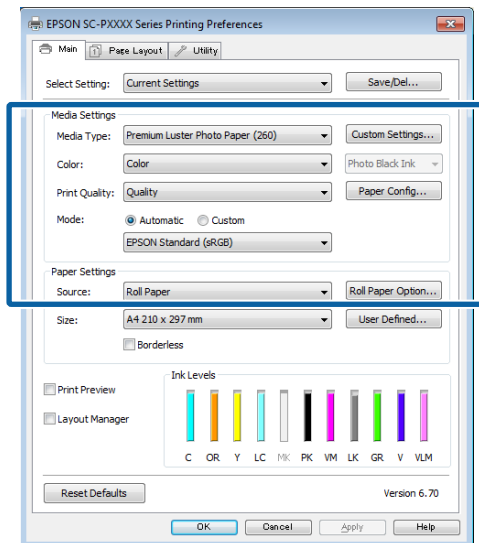 EPSON SC-PXXXX Series Printing Preferences
Main Page Layout Utility
Select Setting: Current Settings Save/Del...
Media Settings
Media Type: Premium Luster Photo Paper (260) Custom Settings...
Color: Color Photo Black Ink
Print Quality: Quality Paper Config...
Mode: Automatic Custom
EPSON Standard (sRGB)
Paper Settings
Source: Roll Paper Roll Paper Option...
Size: A4 210 x 297 mm User Defined...
Borderless
Ink Levels
Print Preview
Layout Manager
C OR Y LC MK PK VM LK GR V VLM
Reset Defaults Version 6.70
OK Cancel Apply Help